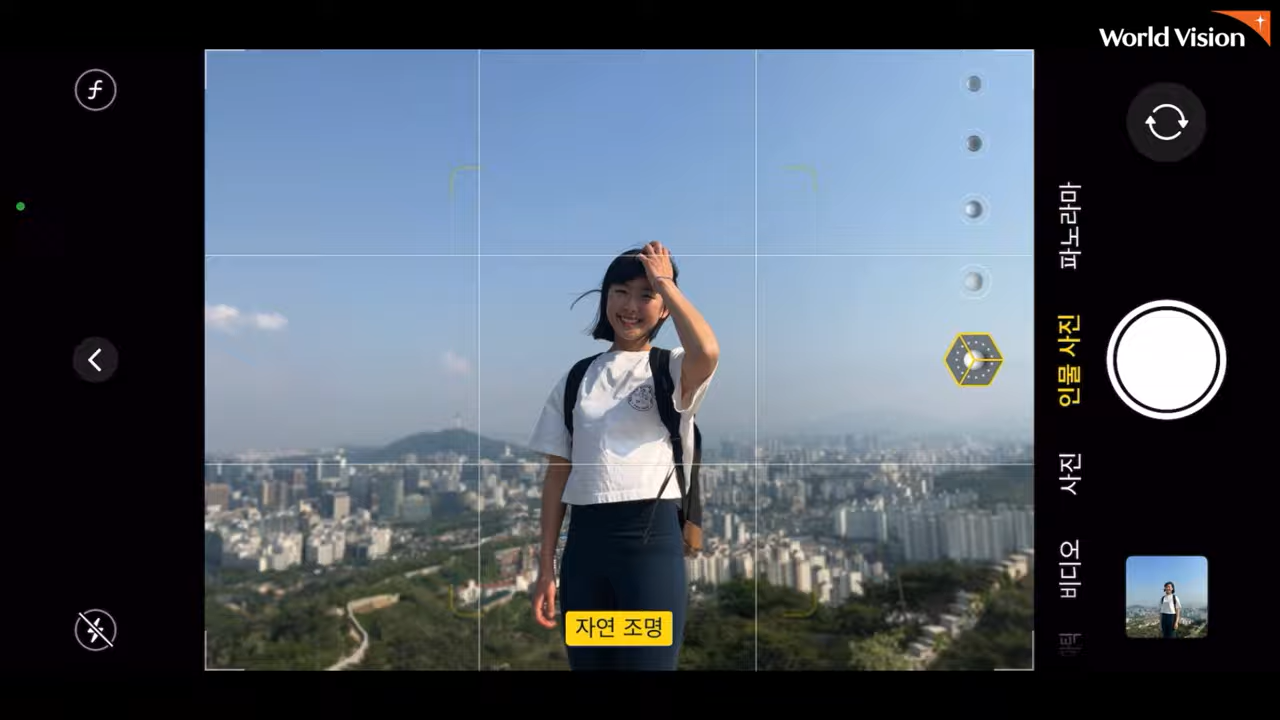 World Vision
파노라마
인물 사진
사진
비디오
자연 조명